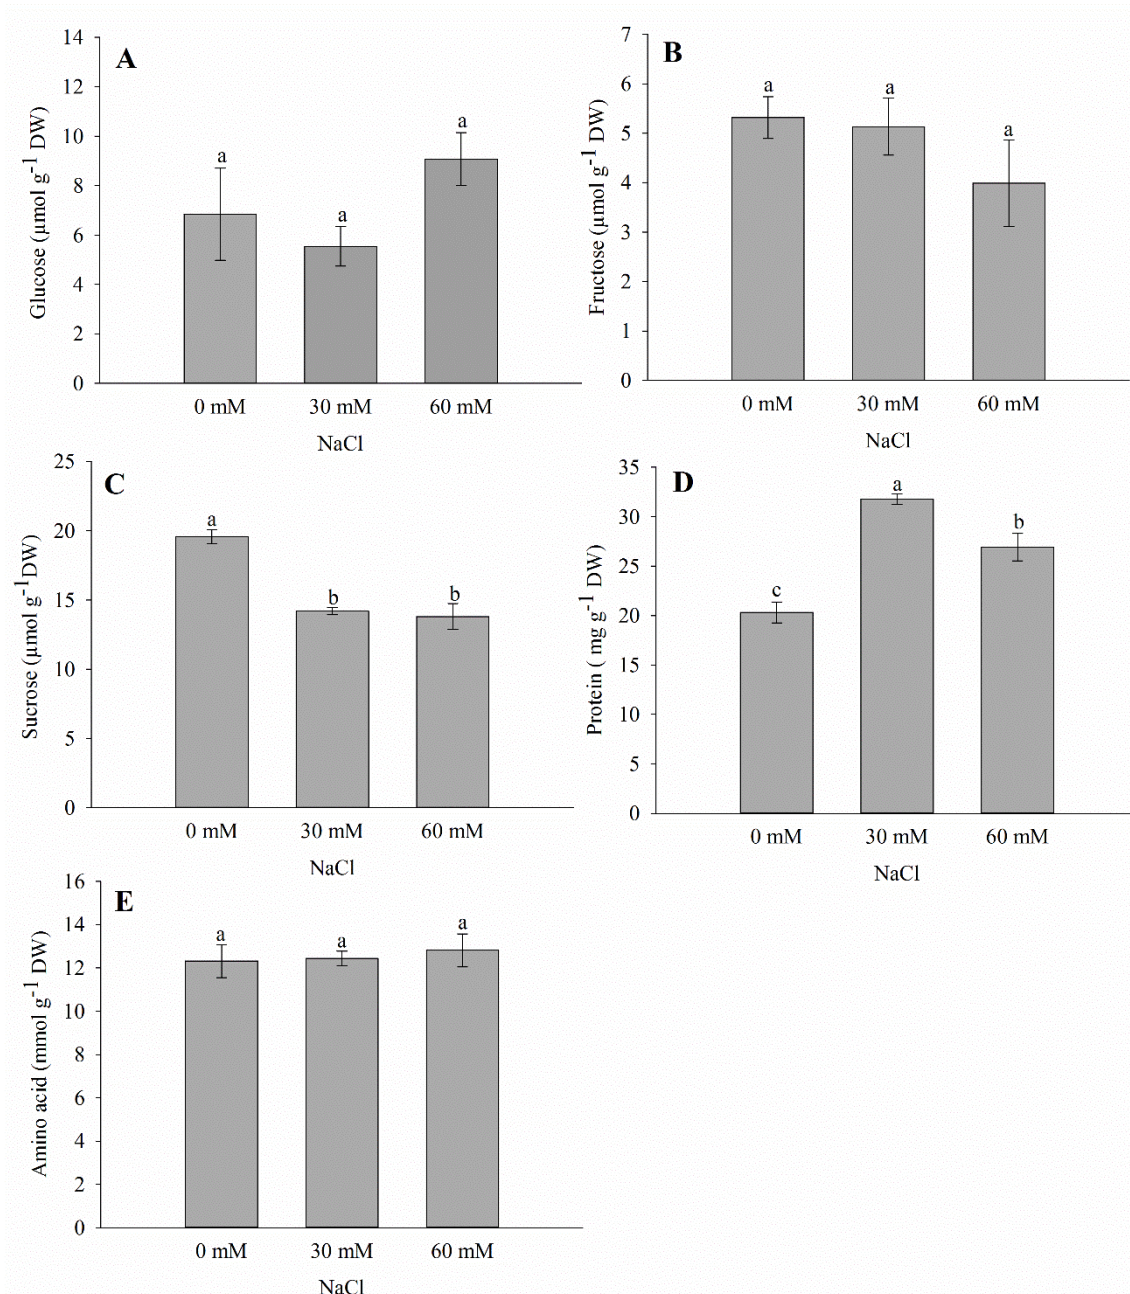 A
Glucose (µmol g⁻¹ DW)
14
12
10
8
6
4
2
0
a
a
a
0 mM 30 mM 60 mM
NaCl
B
Fructose (µmol g⁻¹ DW)
7
6
5
4
3
2
1
0
a
a
a
0 mM 30 mM 60 mM
NaCl
C
Sucrose (µmol g⁻¹DW)
25
20
15
10
5
0
a
b
b
0 mM 30 mM 60 mM
NaCl
D
Protein ( mg g⁻¹ DW)
35
30
25
20
15
10
5
0
c
a
b
0 mM 30 mM 60 mM
NaCl
E
Amino acid (mmol g⁻¹ DW)
16
14
12
10
8
6
4
2
0
a
a
a
0 mM 30 mM 60 mM
NaCl